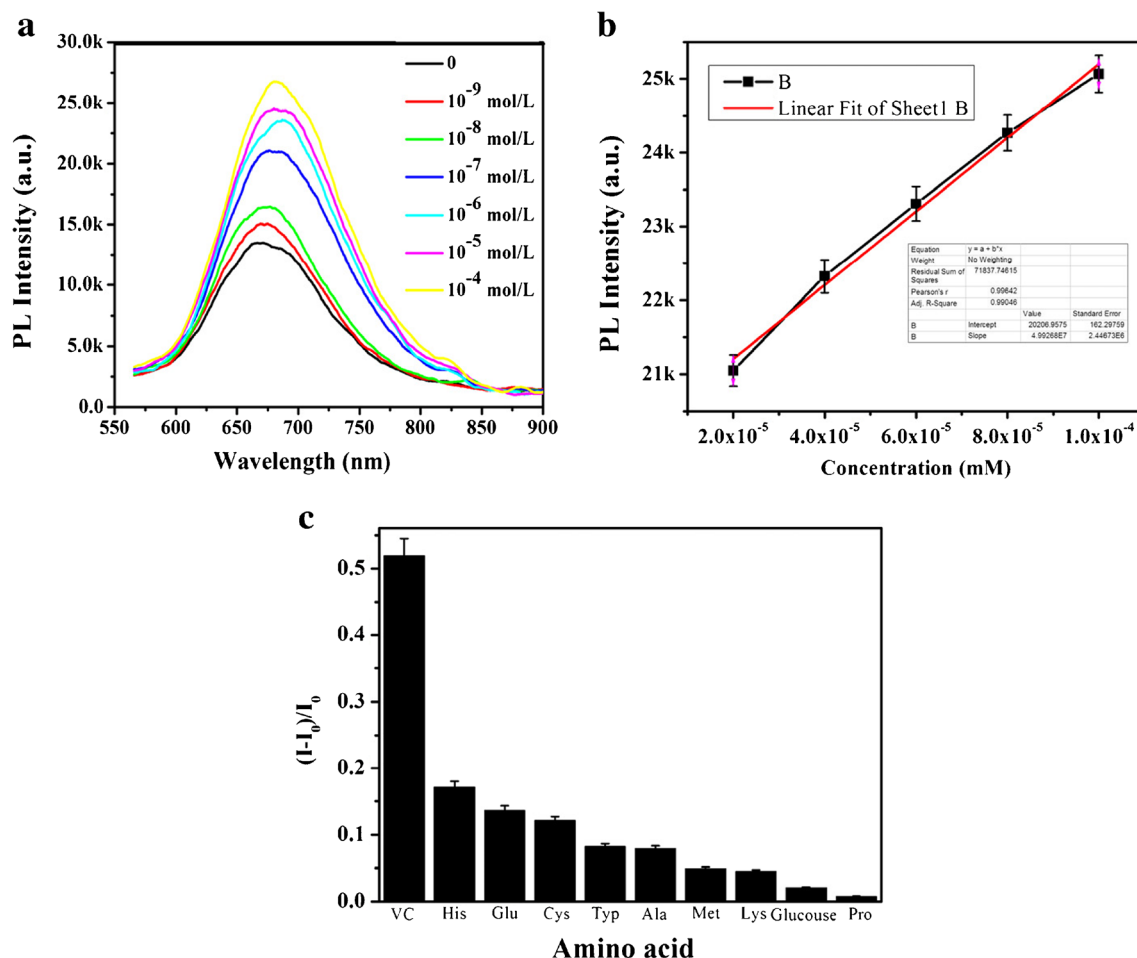 a
30.0k
25.0k
20.0k
15.0k
10.0k
5.0k
0.0
PL Intensity (a.u.)
0
10⁻⁹ mol/L
10⁻⁸ mol/L
10⁻⁷ mol/L
10⁻⁶ mol/L
10⁻⁵ mol/L
10⁻⁴ mol/L
550 600 650 700 750 800 850 900
Wavelength (nm)
b
25k
24k
23k
22k
21k
PL Intensity (a.u.)
B
Linear Fit of Sheet1 B
Equation y = a + b*x
Weight No Weighting
Residual Sum of Squares 71837.74615
Pearson's r 0.99642
Adj. R-Square 0.99046
Value Standard Error
B Intercept 20206.9575 162.29759
B Slope 4.99268E7 2.44673E6
2.0x10⁻⁵ 4.0x10⁻⁵ 6.0x10⁻⁵ 8.0x10⁻⁵ 1.0x10⁻⁴
Concentration (mM)
c
0.5
0.4
0.3
0.2
0.1
0.0
(I-I₀)/I₀
VC His Glu Cys Typ Ala Met Lys Glucouse Pro
Amino acid